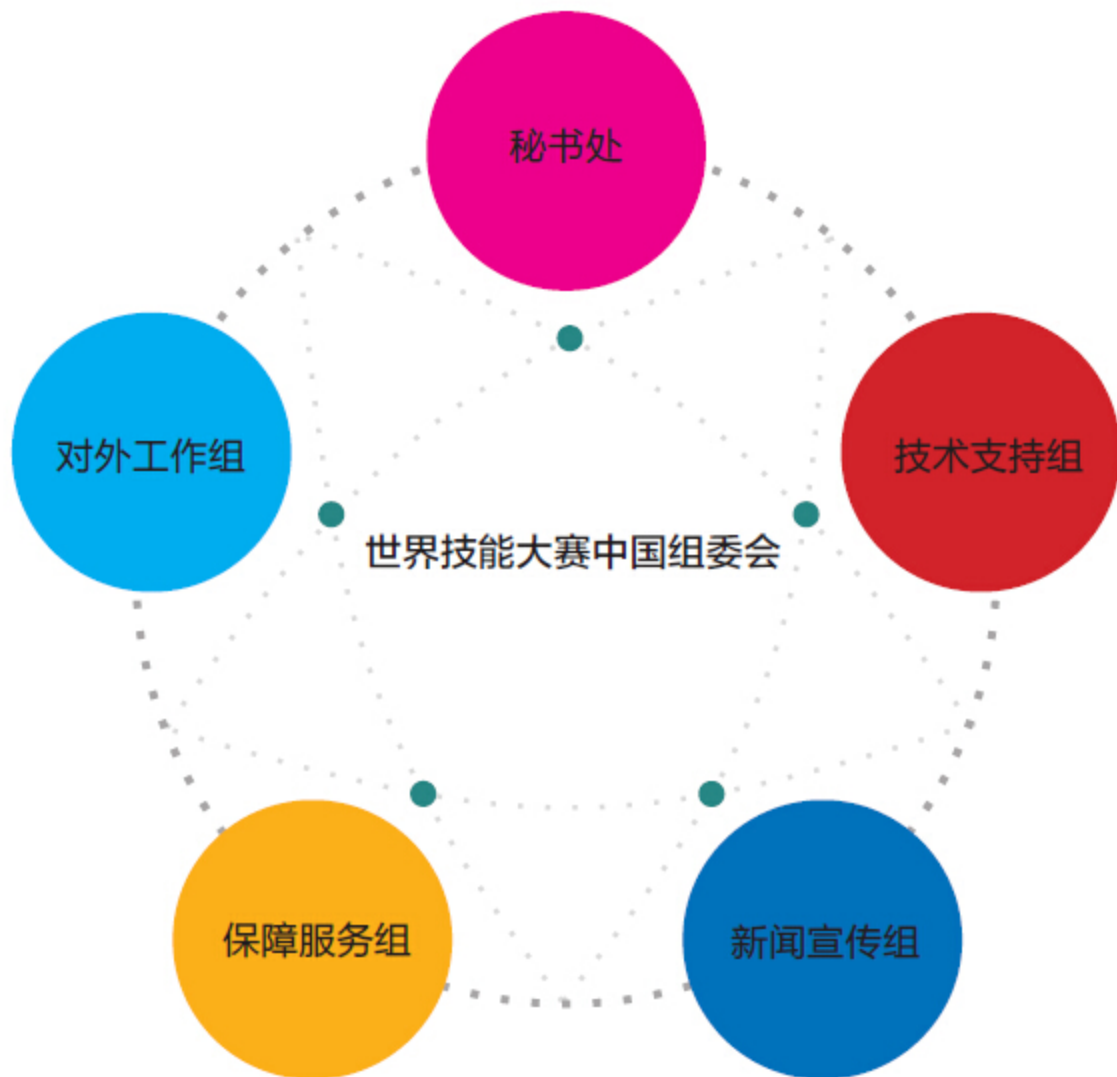 秘书处
对外工作组
技术支持组
世界技能大赛中国组委会
保障服务组
新闻宣传组